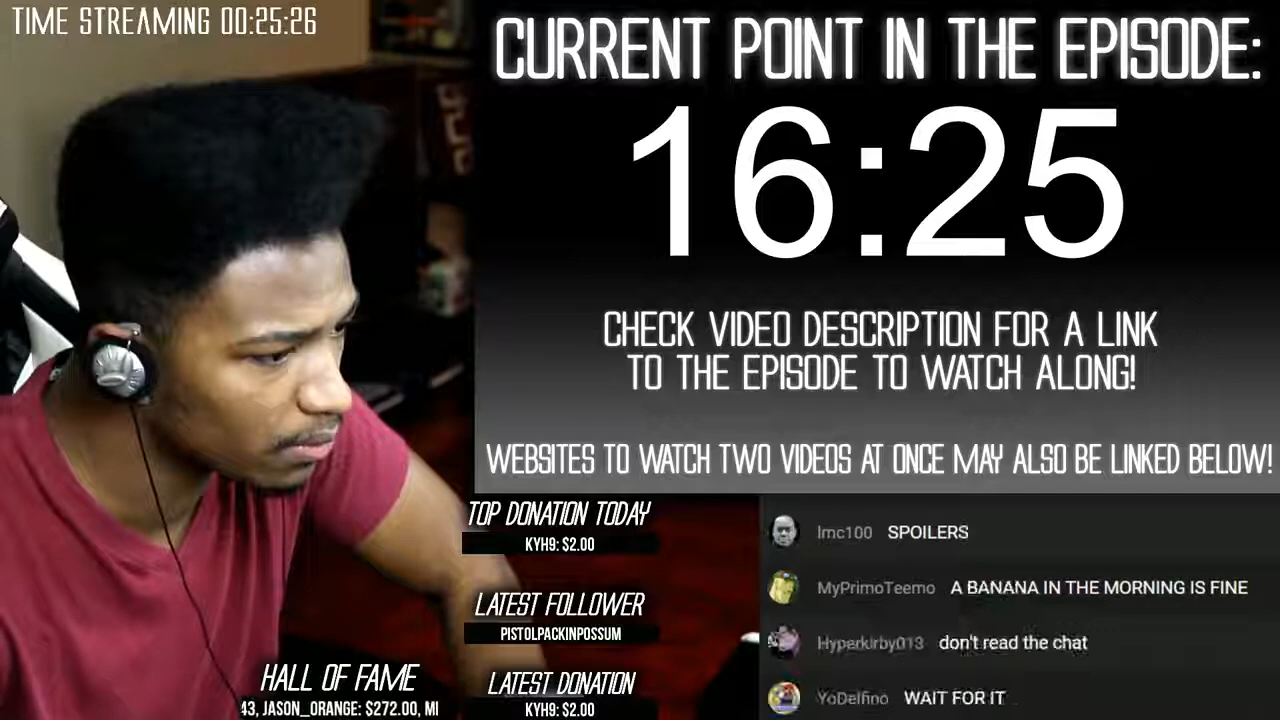 TIME STREAMING 00:25:26
CURRENT POINT IN THE EPISODE:
16:25
CHECK VIDEO DESCRIPTION FOR A LINK
TO THE EPISODE TO WATCH ALONG!
WEBSITES TO WATCH TWO VIDEOS AT ONCE MAY ALSO BE LINKED BELOW!
TOP DONATION TODAY
KYH9: $2.00
LATEST FOLLOWER
PISTOLPACKINPOSSUM
LATEST DONATION
KYH9: $2.00
HALL OF FAME
43, JASON_ORANGE: $272.00, MI
lmc100 SPOILERS
MyPrimoTeemo A BANANA IN THE MORNING IS FINE
Hyperkirby013 don't read the chat
YoDelfino WAIT FOR IT